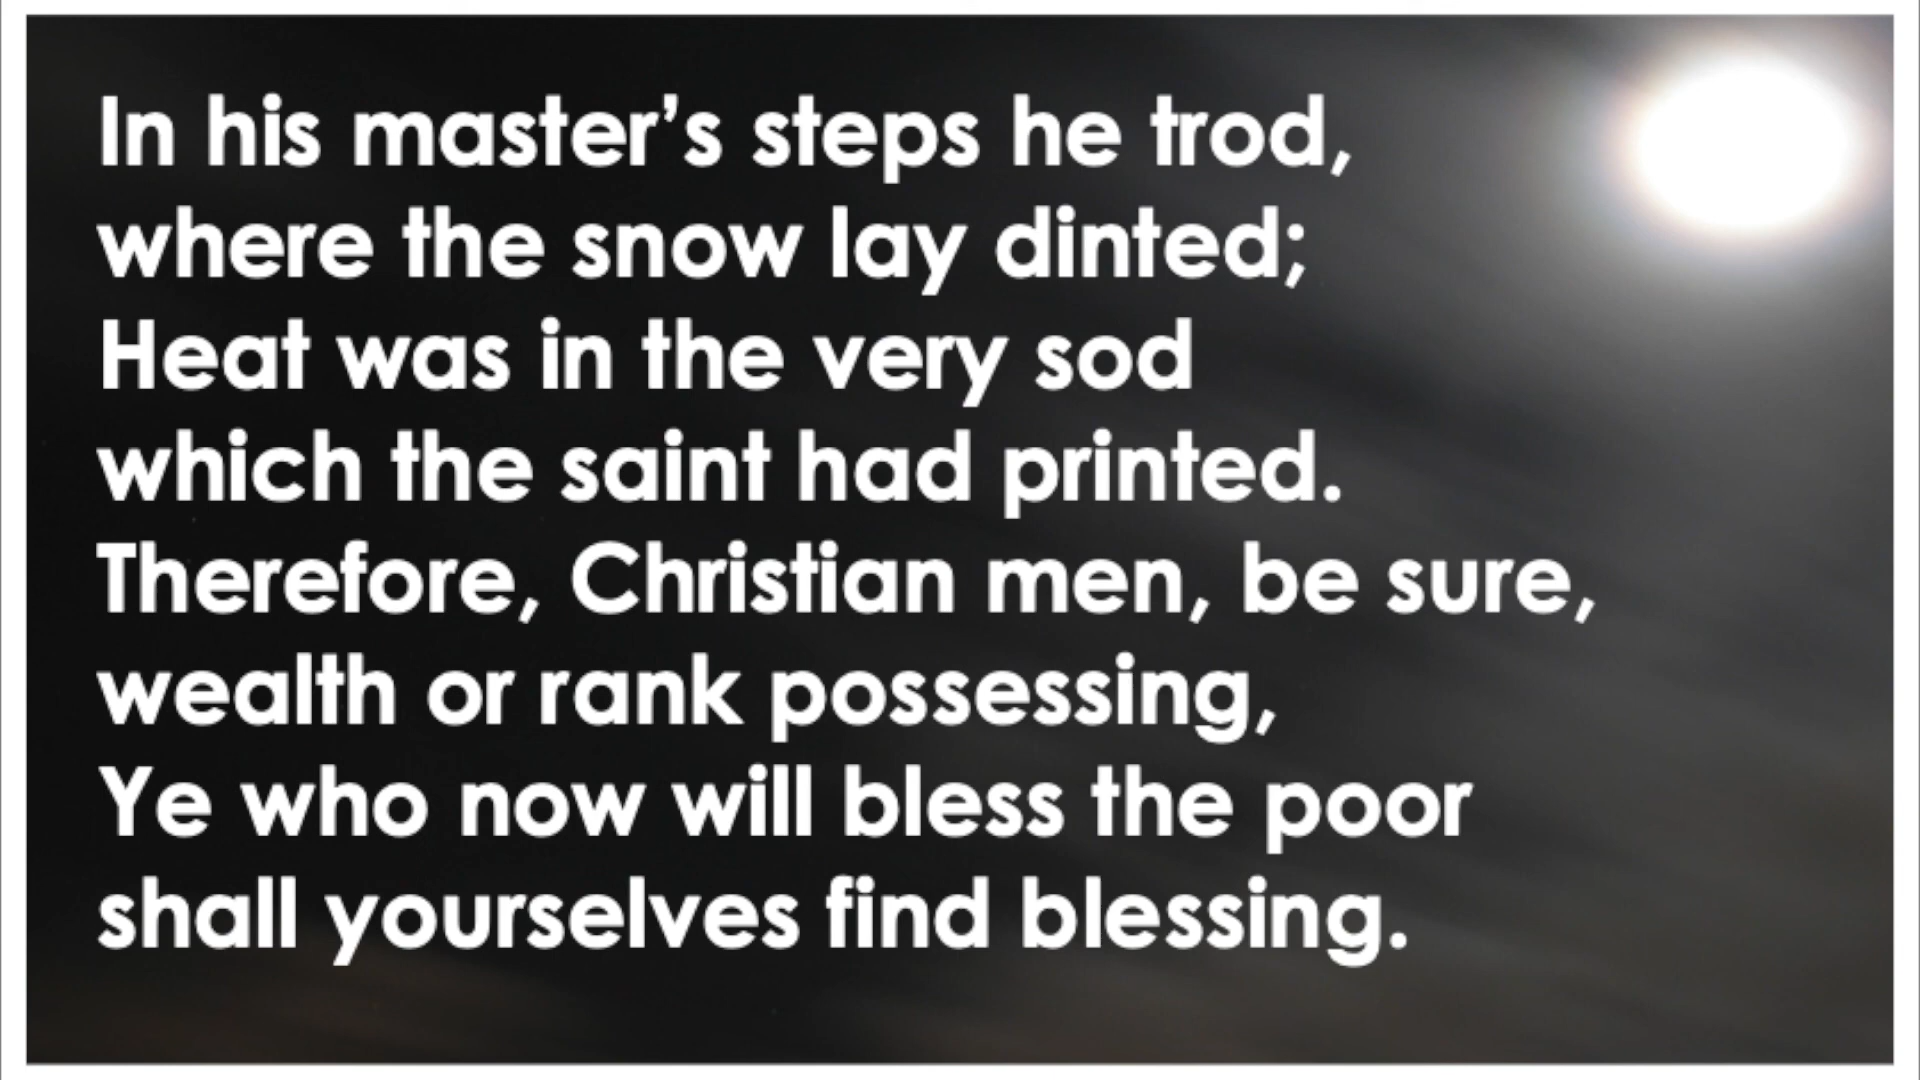 In his master’s steps he trod,
where the snow lay dinted;
Heat was in the very sod
which the saint had printed.
Therefore, Christian men, be sure,
wealth or rank possessing,
Ye who now will bless the poor
shall yourselves find blessing.